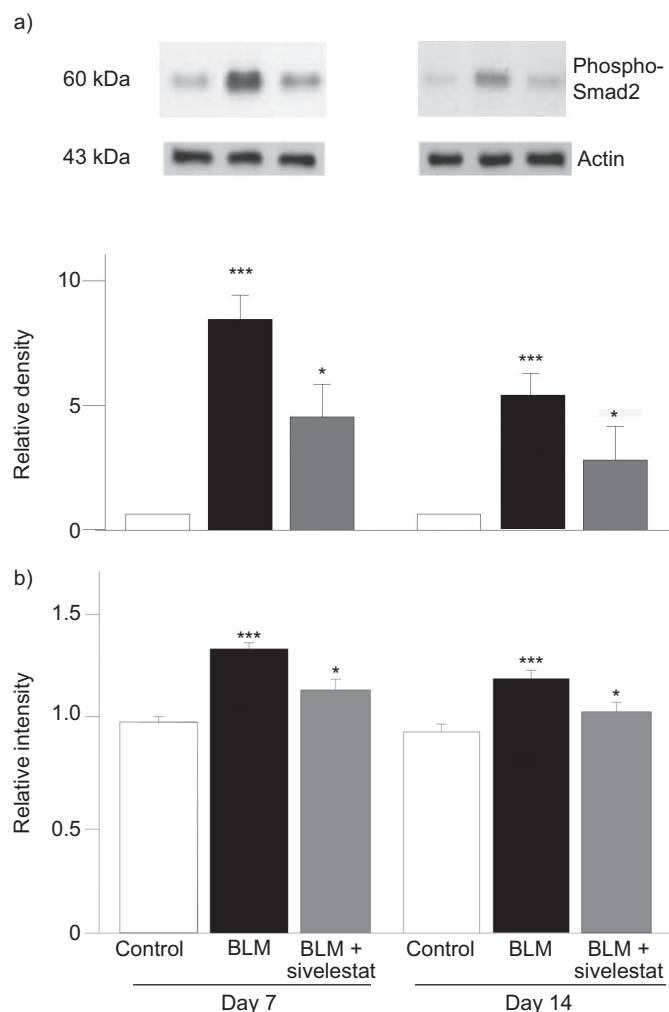 a)
60 kDa
Phospho-
Smad2
43 kDa
Actin
Relative density
10
5
0
***
*
***
*
b)
Relative intensity
1.5
1.0
0.5
0
***
*
***
*
Control
BLM
BLM +
sivelestat
Control
BLM
BLM +
sivelestat
Day 7
Day 14